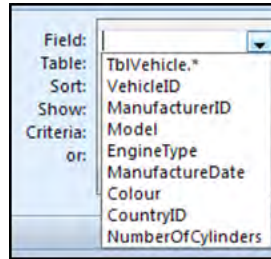 Field:
Table:
Sort:
Show:
Criteria:
or:
TblVehicle.*
VehicleID
ManufacturerID
Model
EngineType
ManufactureDate
Colour
CountryID
NumberOfCylinders